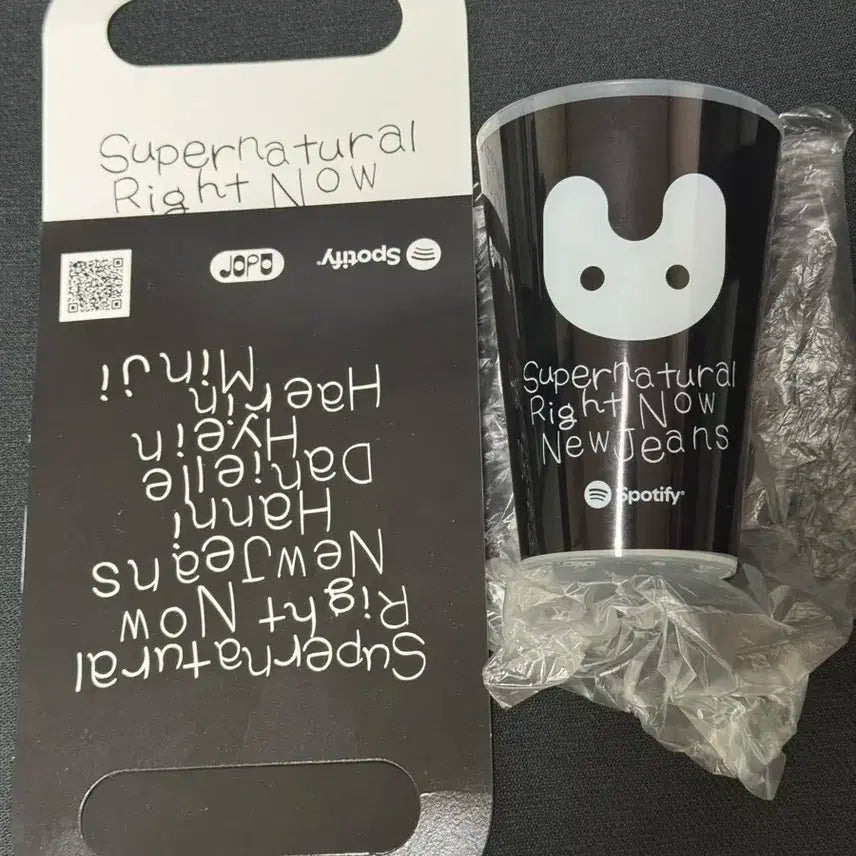 Supernatural
Right Now
Supernatural
Right Now
NewJeans
Hanni
Danielle
Hyein
Haerin
Minji
Spotify®
Supernatural
Right Now
NewJeans
Spotify®